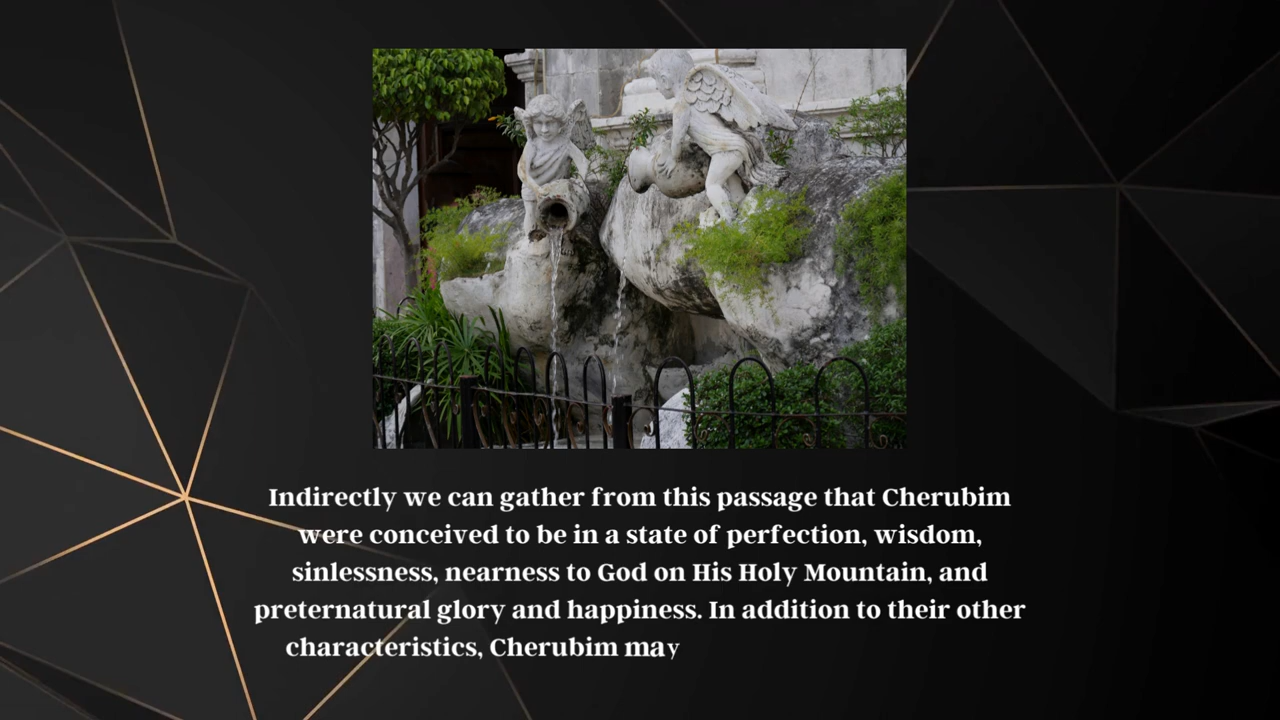 Indirectly we can gather from this passage that Cherubim
were conceived to be in a state of perfection, wisdom,
sinlessness, nearness to God on His Holy Mountain, and
preternatural glory and happiness. In addition to their other
characteristics, Cherubim may